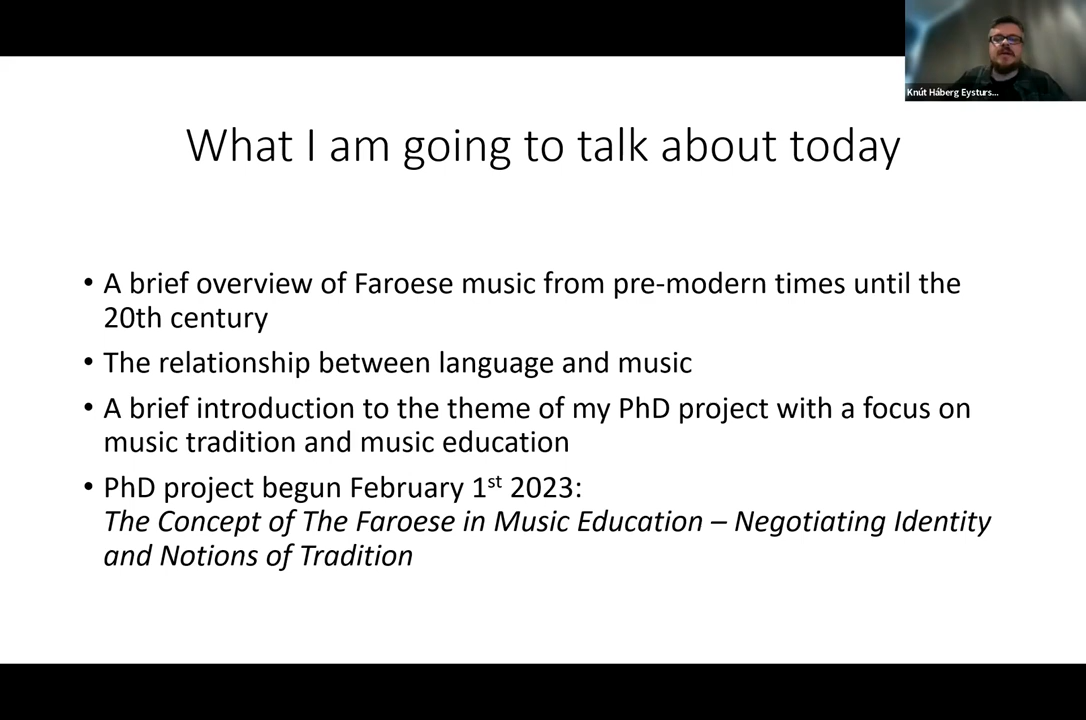 Knút Háberg Eysturs...
What I am going to talk about today
• A brief overview of Faroese music from pre-modern times until the
20th century
• The relationship between language and music
• A brief introduction to the theme of my PhD project with a focus on
music tradition and music education
• PhD project begun February 1st 2023:
The Concept of The Faroese in Music Education – Negotiating Identity
and Notions of Tradition